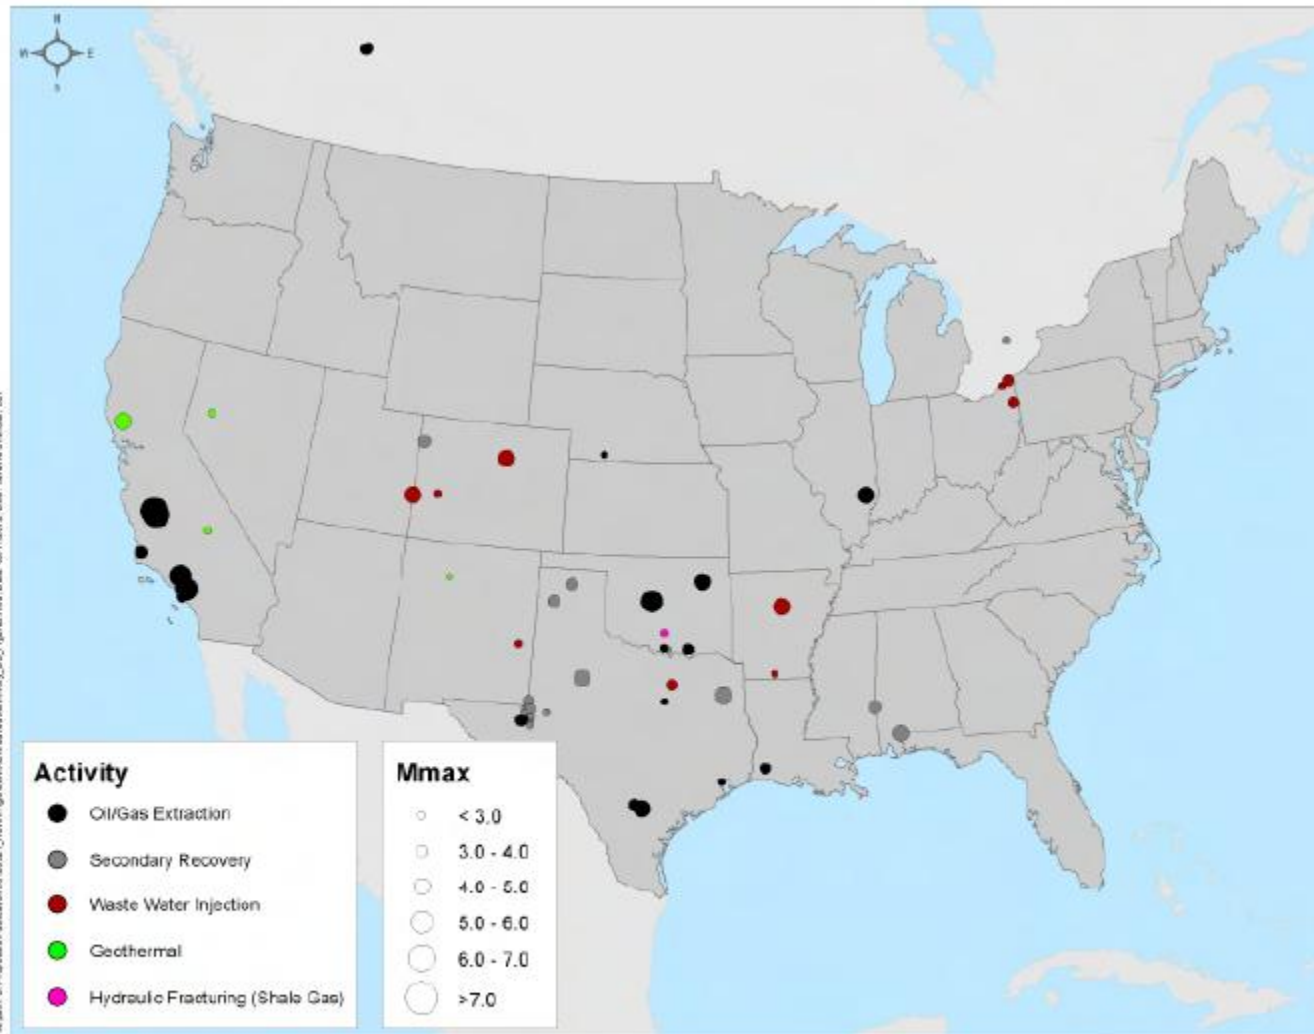 N
W
E
S
Activity
Oil/Gas Extraction
Secondary Recovery
Waste Water Injection
Geothermal
Hydraulic Fracturing (Shale Gas)
Mmax
< 3.0
3.0 - 4.0
4.0 - 5.0
5.0 - 6.0
6.0 - 7.0
>7.0